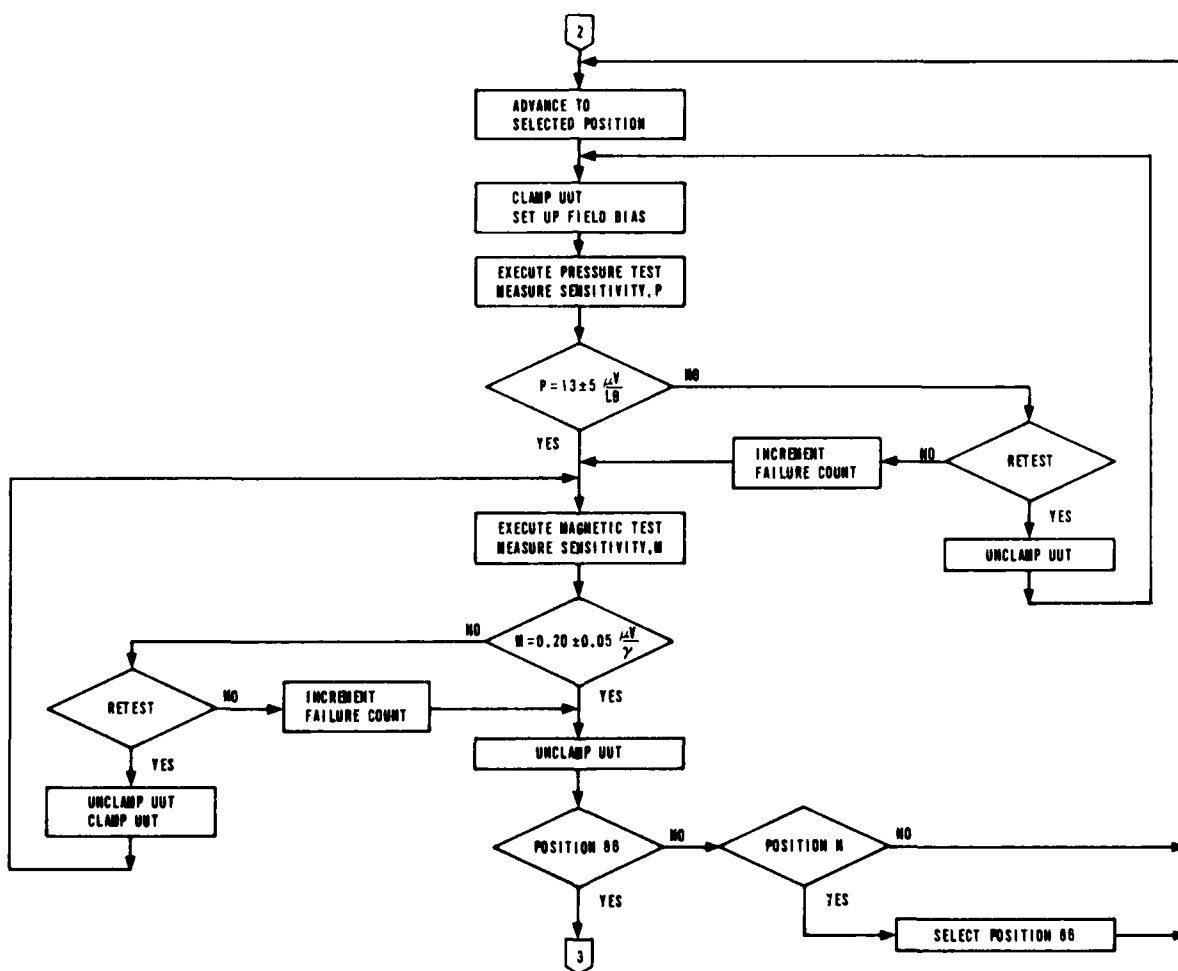 2
ADVANCE TO
SELECTED POSITION
CLAMP UUT
SET UP FIELD BIAS
EXECUTE PRESSURE TEST
MEASURE SENSITIVITY, P
P = 13 ± 5 μV/LB
NO
YES
RETEST
NO
INCREMENT
FAILURE COUNT
YES
UNCLAMP UUT
EXECUTE MAGNETIC TEST
MEASURE SENSITIVITY, M
M = 0.20 ± 0.05 μV/γ
NO
YES
RETEST
NO
INCREMENT
FAILURE COUNT
YES
UNCLAMP UUT
CLAMP UUT
UNCLAMP UUT
POSITION 66
NO
POSITION N
NO
YES
YES
SELECT POSITION 66
3